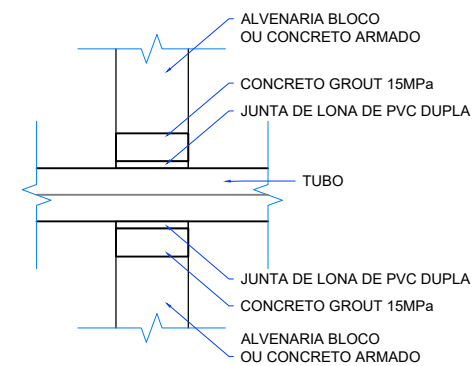 ALVENARIA BLOCO
OU CONCRETO ARMADO
CONCRETO GROUT 15MPa
JUNTA DE LONA DE PVC DUPLA
TUBO
JUNTA DE LONA DE PVC DUPLA
CONCRETO GROUT 15MPa
ALVENARIA BLOCO
OU CONCRETO ARMADO